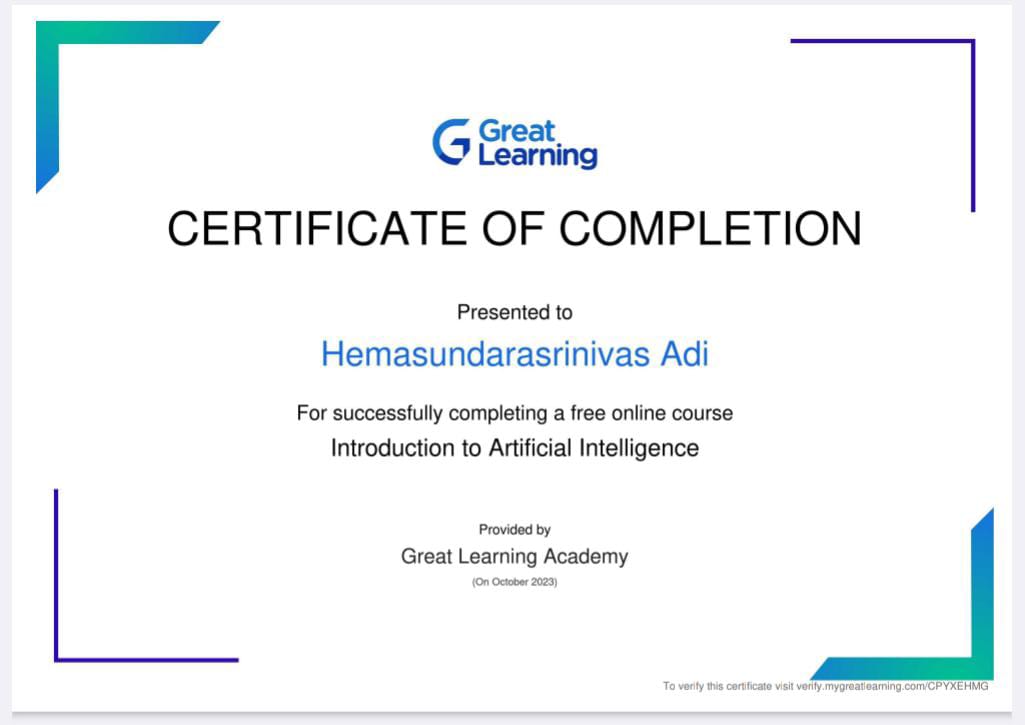 Great
Learning
CERTIFICATE OF COMPLETION
Presented to
Hemasundarasrinivas Adi
For successfully completing a free online course
Introduction to Artificial Intelligence
Provided by
Great Learning Academy
(On October 2023)
To verify this certificate visit verify.mygreatlearning.com/CPYXEHMG